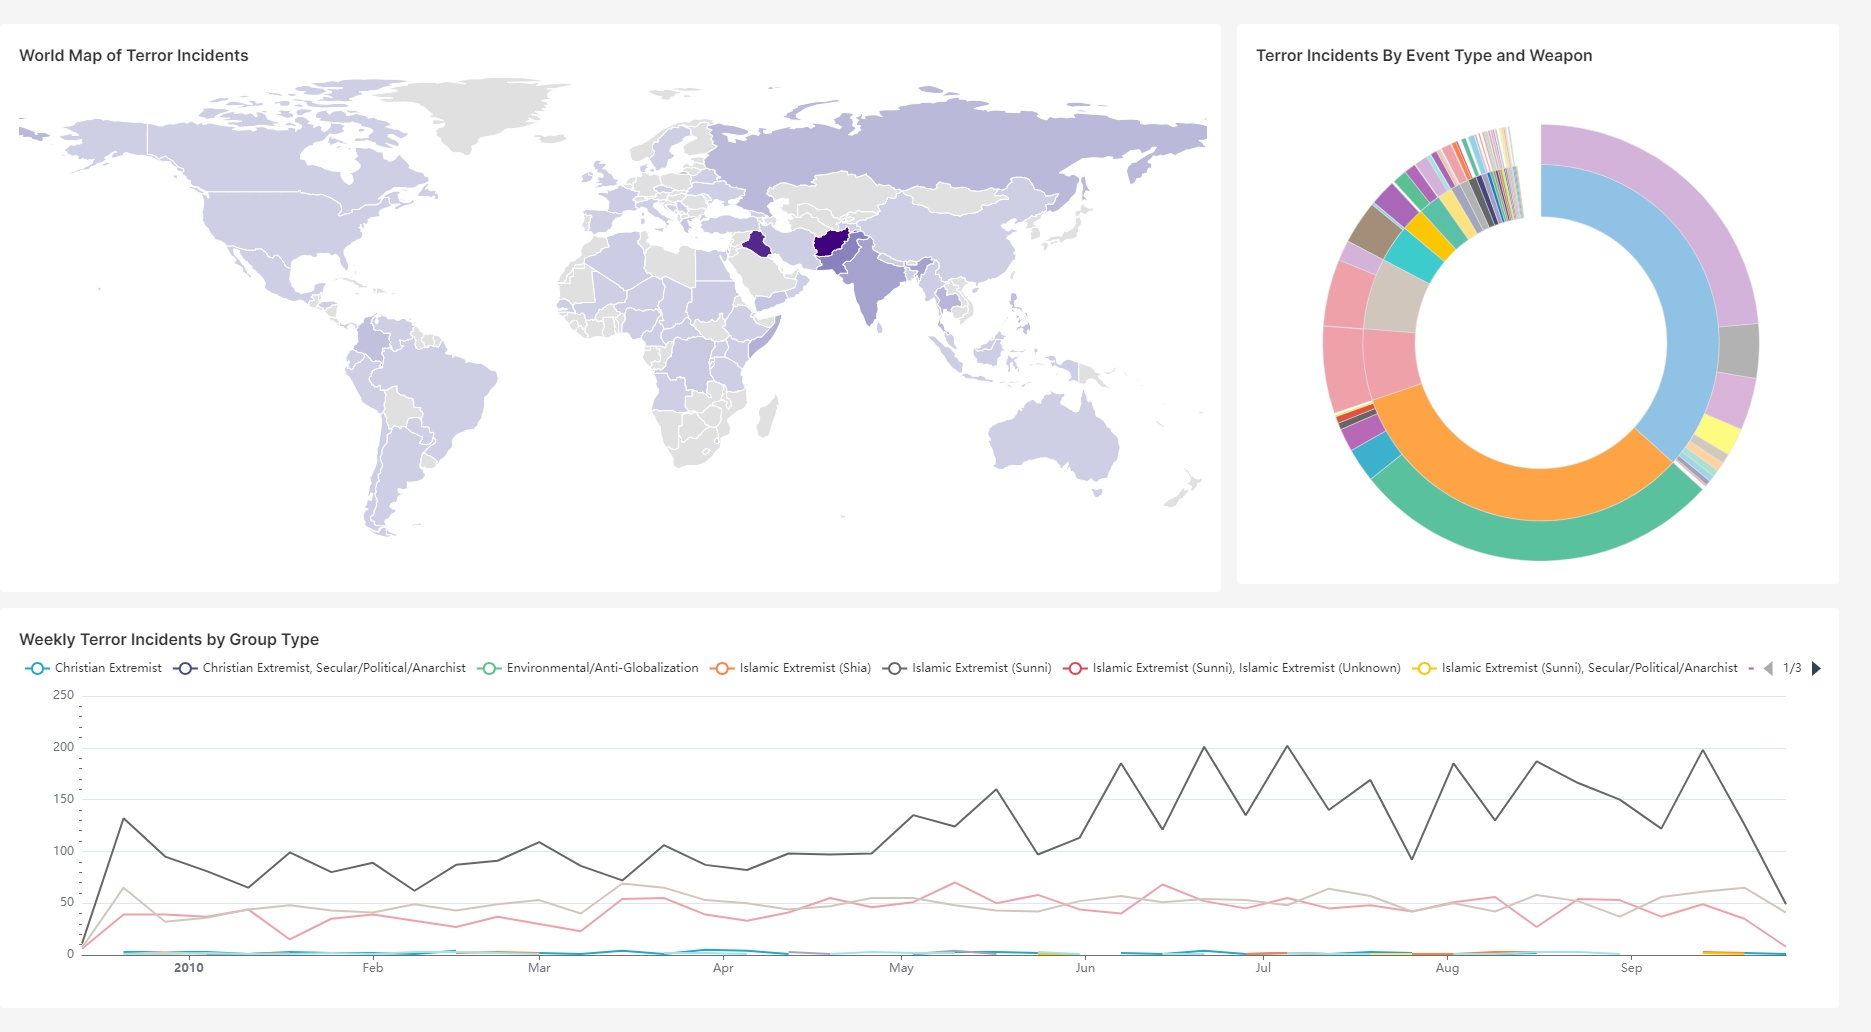 World Map of Terror Incidents
Terror Incidents By Event Type and Weapon
Weekly Terror Incidents by Group Type
Christian Extremist Christian Extremist, Secular/Political/Anarchist Environmental/Anti-Globalization Islamic Extremist (Shia) Islamic Extremist (Sunni) Islamic Extremist (Sunni), Islamic Extremist (Unknown) Islamic Extremist (Sunni), Secular/Political/Anarchist 1/3
250
200
150
100
50
0
2010 Feb Mar Apr May Jun Jul Aug Sep